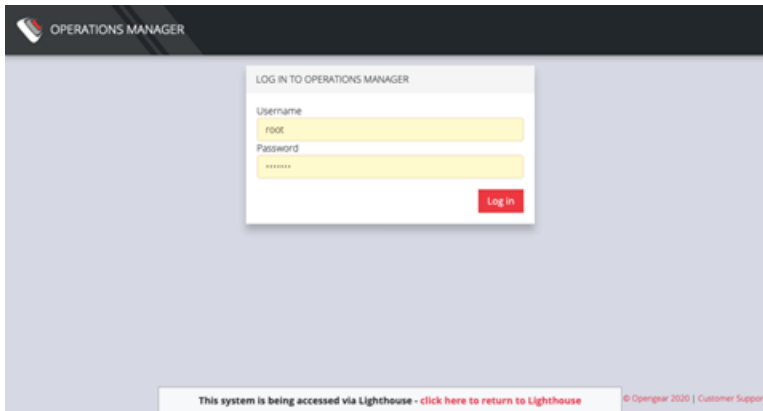 OPERATIONS MANAGER
LOG IN TO OPERATIONS MANAGER
Username
root
Password
Log in
This system is being accessed via Lighthouse - click here to return to Lighthouse
© Opengear 2020 | Customer Suppor